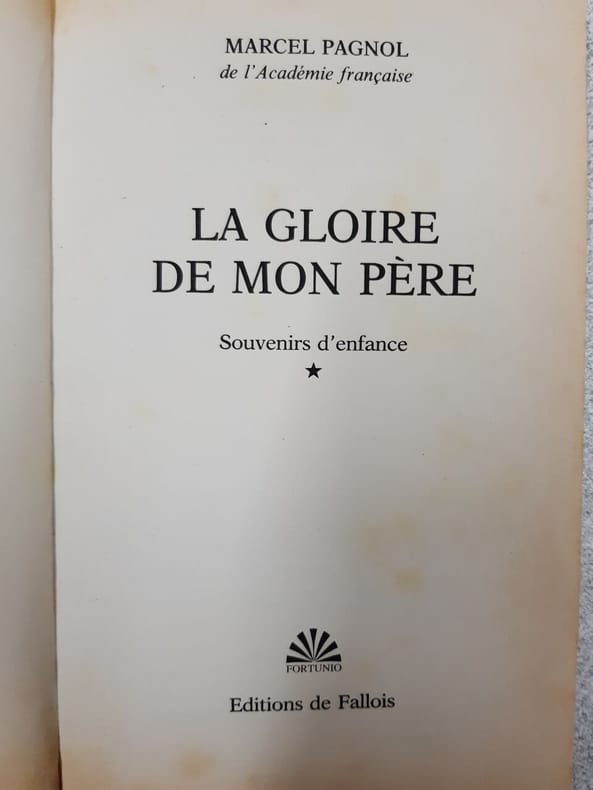 MARCEL PAGNOL
de l'Académie française
LA GLOIRE
DE MON PÈRE
Souvenirs d'enfance
★
FORTUNIO
Editions de Fallois